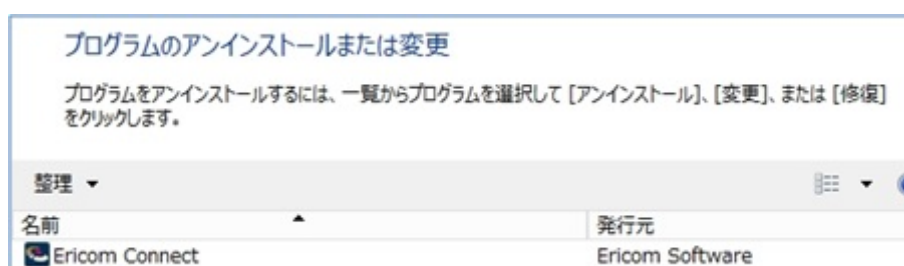 プログラムのアンインストールまたは変更
プログラムをアンインストールするには、一覧からプログラムを選択して [アンインストール]、[変更]、または [修復]
をクリックします。
整理
名前 発行元
Ericom Connect Ericom Software